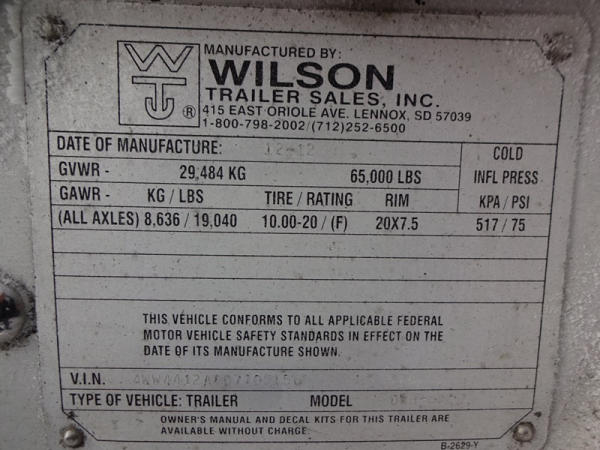 MANUFACTURED BY:
WILSON
TRAILER SALES, INC.
415 EAST ORIOLE AVE. LENNOX, SD 57039
1-800-798-2002/(712)252-6500
WT ®
DATE OF MANUFACTURE: 12-12
GVWR - 29,484 KG 65,000 LBS
COLD
INFL PRESS
KPA / PSI
GAWR - KG / LBS TIRE / RATING RIM
(ALL AXLES) 8,636 / 19,040 10.00-20 / (F) 20X7.5 517 / 75
THIS VEHICLE CONFORMS TO ALL APPLICABLE FEDERAL
MOTOR VEHICLE SAFETY STANDARDS IN EFFECT ON THE
DATE OF ITS MANUFACTURE SHOWN.
V.I.N.
TYPE OF VEHICLE: TRAILER MODEL
OWNER'S MANUAL AND DECAL KITS FOR THIS TRAILER ARE
AVAILABLE WITHOUT CHARGE.
B-2629-Y